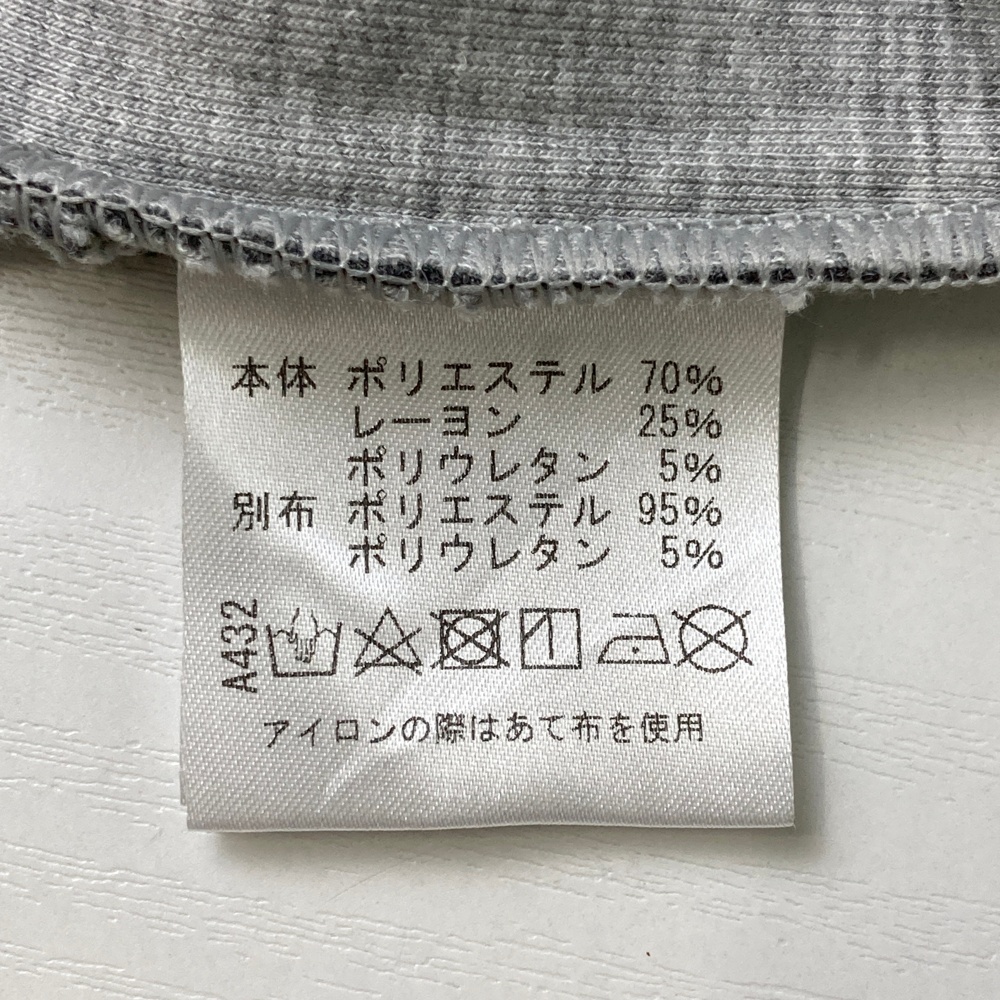 本体 ポリエステル 70%
レーヨン 25%
ポリウレタン 5%
別布 ポリエステル 95%
ポリウレタン 5%
A432
アイロンの際はあて布を使用